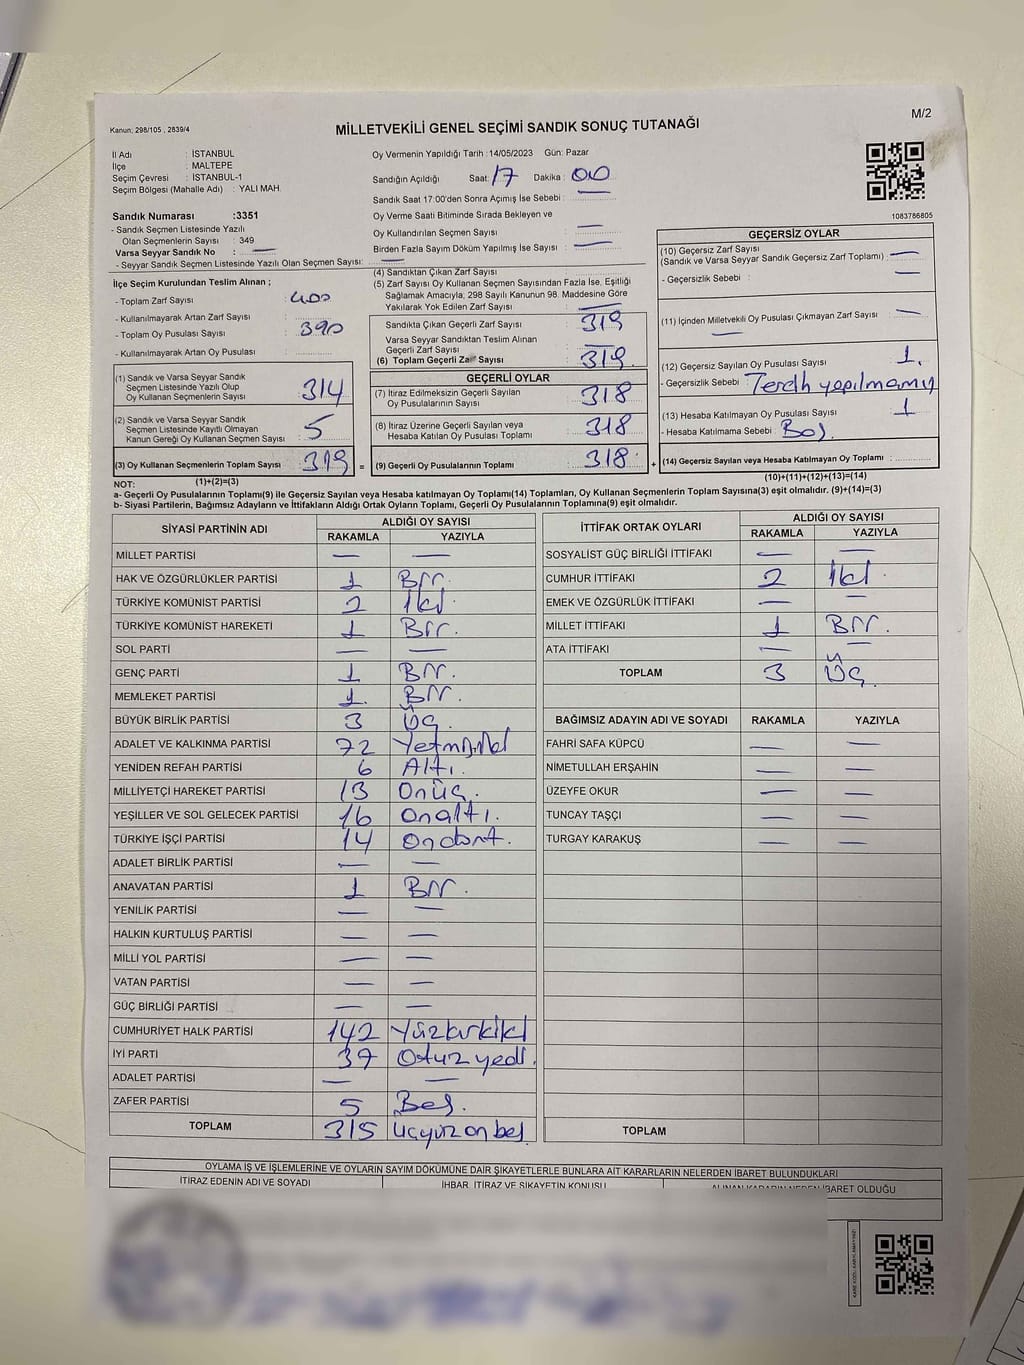 M/2
Kanun; 298/105 , 2839/4
MİLLETVEKİLİ GENEL SEÇİMİ SANDIK SONUÇ TUTANAĞI
İl Adı : İSTANBUL
İlçe : MALTEPE
Seçim Çevresi : İSTANBUL-1
Seçim Bölgesi (Mahalle Adı) : YALI MAH.
Oy Vermenin Yapıldığı Tarih :14/05/2023 Gün: Pazar
Sandığın Açıldığı Saat: 17 Dakika : 00
Sandık Saat 17:00'den Sonra Açımış İse Sebebi : —
Oy Verme Saati Bitiminde Sırada Bekleyen ve
Oy Kullandırılan Seçmen Sayısı : —
Birden Fazla Sayım Döküm Yapılmış İse Sayısı : —
1083786805
Sandık Numarası :3351
- Sandık Seçmen Listesinde Yazılı
Olan Seçmenlerin Sayısı : 349
Varsa Seyyar Sandık No : —
- Seyyar Sandık Seçmen Listesinde Yazılı Olan Seçmen Sayısı: —
İlçe Seçim Kurulundan Teslim Alınan ;
- Toplam Zarf Sayısı : 400
- Kullanılmayarak Artan Zarf Sayısı :
- Toplam Oy Pusulası Sayısı : 390
- Kullanılmayarak Artan Oy Pusulası :
(1) Sandık ve Varsa Seyyar Sandık
Seçmen Listesinde Yazılı Olup
Oy Kullanan Seçmenlerin Sayısı : 314
(2) Sandık ve Varsa Seyyar Sandık
Seçmen Listesinde Kayıtlı Olmayan
Kanun Gereği Oy Kullanan Seçmen Sayısı : 5
(3) Oy Kullanan Seçmenlerin Toplam Sayısı : 319 =
(1)+(2)=(3)
(4) Sandıktan Çıkan Zarf Sayısı :
(5) Zarf Sayısı Oy Kullanan Seçmen Sayısından Fazla İse, Eşitliği
Sağlamak Amacıyla, 298 Sayılı Kanunun 98. Maddesine Göre
Yakılarak Yok Edilen Zarf Sayısı : —
Sandıkta Çıkan Geçerli Zarf Sayısı : 319
Varsa Seyyar Sandıktan Teslim Alınan
Geçerli Zarf Sayısı : —
(6) Toplam Geçerli Zarf Sayısı : 319
GEÇERLİ OYLAR
(7) İtiraz Edilmeksizin Geçerli Sayılan
Oy Pusulalarının Sayısı : 318
(8) İtiraz Üzerine Geçerli Sayılan veya
Hesaba Katılan Oy Pusulası Toplamı : 318
(9) Geçerli Oy Pusulalarının Toplamı : 318 +
GEÇERSİZ OYLAR
(10) Geçersiz Zarf Sayısı
(Sandık ve Varsa Seyyar Sandık Geçersiz Zarf Toplamı) : —
- Geçersizlik Sebebi : —
(11) İçinden Milletvekili Oy Pusulası Çıkmayan Zarf Sayısı : —
—
(12) Geçersiz Sayılan Oy Pusulası Sayısı : 1.
- Geçersizlik Sebebi : Tercih yapılmamış
(13) Hesaba Katılmayan Oy Pusulası Sayısı : 1
- Hesaba Katılmama Sebebi : Boş.
(14) Geçersiz Sayılan veya Hesaba Katılmayan Oy Toplamı :
(10)+(11)+(12)+(13)=(14)
NOT:
a- Geçerli Oy Pusulalarının Toplamı(9) ile Geçersiz Sayılan veya Hesaba katılmayan Oy Toplamı(14) Toplamları, Oy Kullanan Seçmenlerin Toplam Sayısına(3) eşit olmalıdır. (9)+(14)=(3)
b- Siyasi Partilerin, Bağımsız Adayların ve İttifakların Aldığı Ortak Oyların Toplamı, Geçerli Oy Pusulalarının Toplamına(9) eşit olmalıdır.
SİYASİ PARTİNİN ADI ALDIĞI OY SAYISI
RAKAMLA YAZIYLA
MİLLET PARTİSİ — —
HAK VE ÖZGÜRLÜKLER PARTİSİ 1 Bir.
TÜRKİYE KOMÜNİST PARTİSİ 2 İki.
TÜRKİYE KOMÜNİST HAREKETİ 1 Bir.
SOL PARTİ — —
GENÇ PARTİ 1 Bir.
MEMLEKET PARTİSİ 1. Bir.
BÜYÜK BİRLİK PARTİSİ 3 Üç.
ADALET VE KALKINMA PARTİSİ 72 Yetmişiki
YENİDEN REFAH PARTİSİ 6 Altı.
MİLLİYETÇİ HAREKET PARTİSİ 13 Onüç.
YEŞİLLER VE SOL GELECEK PARTİSİ 16 Onaltı.
TÜRKİYE İŞÇİ PARTİSİ 14 Ondört.
ADALET BİRLİK PARTİSİ — —
ANAVATAN PARTİSİ 1 Bir.
YENİLİK PARTİSİ — —
HALKIN KURTULUŞ PARTİSİ — —
MİLLİ YOL PARTİSİ — —
VATAN PARTİSİ — —
GÜÇ BİRLİĞİ PARTİSİ — —
CUMHURİYET HALK PARTİSİ 142 Yüzkırkiki
İYİ PARTİ 37 Otuz yedi.
ADALET PARTİSİ — —
ZAFER PARTİSİ 5 Beş.
TOPLAM 315 üçyüz on beş
İTTİFAK ORTAK OYLARI ALDIĞI OY SAYISI
RAKAMLA YAZIYLA
SOSYALİST GÜÇ BİRLİĞİ İTTİFAKI — —
CUMHUR İTTİFAKI 2 İki.
EMEK VE ÖZGÜRLÜK İTTİFAKI — —
MİLLET İTTİFAKI 1 Bir.
ATA İTTİFAKI — —
TOPLAM 3 Üç.
BAĞIMSIZ ADAYIN ADI VE SOYADI RAKAMLA YAZIYLA
FAHRİ SAFA KÜPCÜ — —
NİMETULLAH ERŞAHİN — —
ÜZEYFE OKUR — —
TUNCAY TAŞÇI — —
TURGAY KARAKUŞ — —
TOPLAM
OYLAMA İŞ VE İŞLEMLERİNE VE OYLARIN SAYIM DÖKÜMÜNE DAİR ŞİKAYETLERLE BUNLARA AİT KARARLARIN NELERDEN İBARET BULUNDUKLARI
İTİRAZ EDENİN ADI VE SOYADI İHBAR, İTİRAZ VE ŞİKAYETİN KONUSU ALINAN KARARIN NEDEN İBARET OLDUĞU